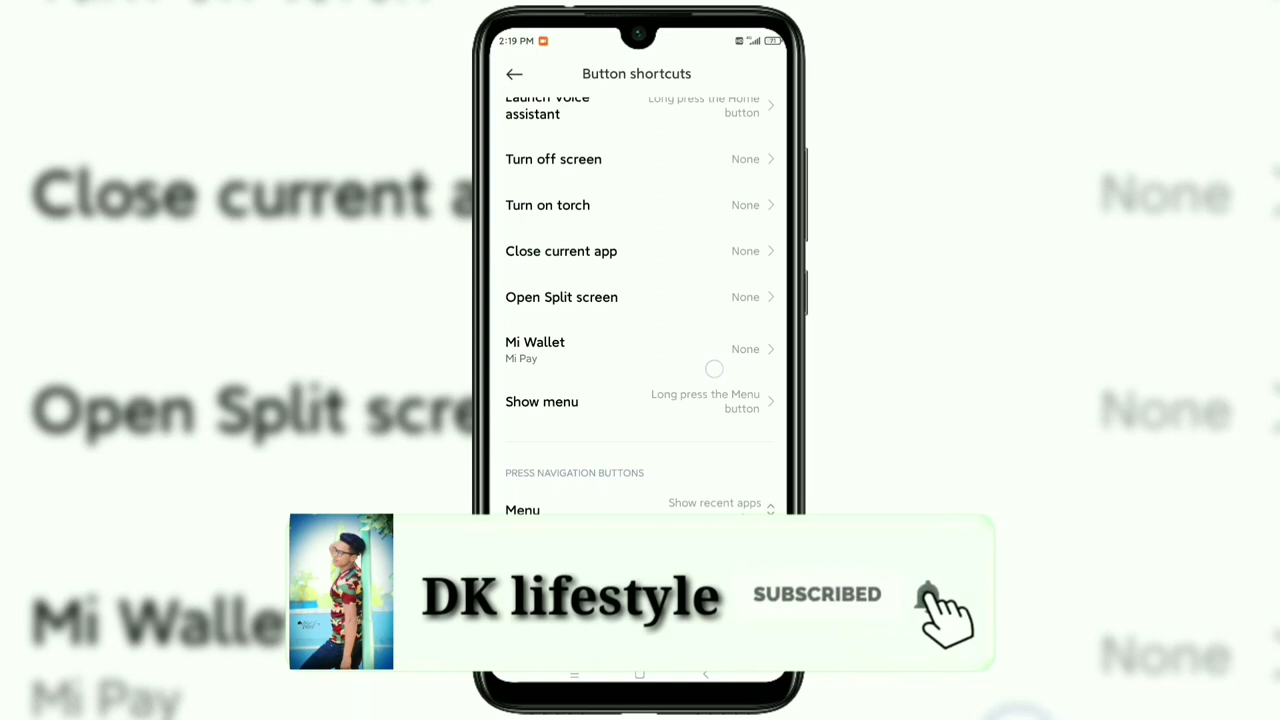 2:19 PM
71
Button shortcuts
Launch voice
assistant
Long press the Home
button
Turn off screen
None
Turn on torch
None
Close current app
None
Open Split screen
None
Mi Wallet
Mi Pay
None
Show menu
Long press the Menu
button
PRESS NAVIGATION BUTTONS
Menu
Show recent apps
DK lifestyle
SUBSCRIBED
Close current a
None
Open Split scre
None
Mi Walle
Mi Pay
None